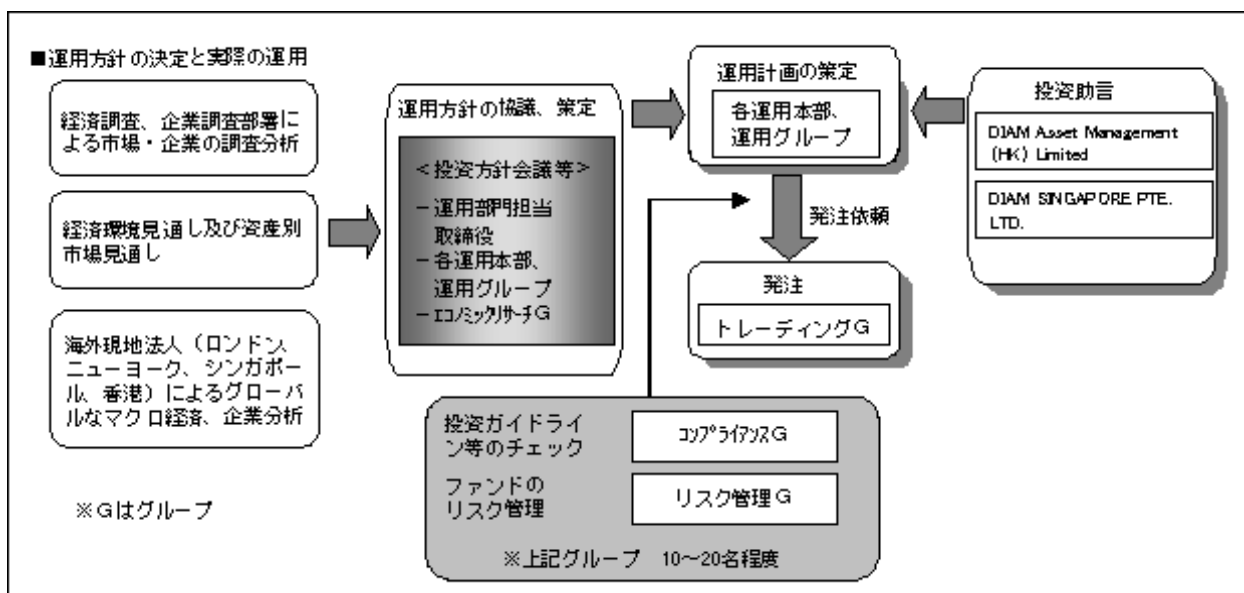 ■運用方針の決定と実際の運用
経済調査、企業調査部署に
よる市場・企業の調査分析
経済環境見通し及び資産別
市場見通し
海外現地法人（ロンドン、
ニューヨーク、シンガポー
ル、香港）によるグローバ
ルなマクロ経済、企業分析
※Gはグループ
運用方針の協議、策定
＜投資方針会議等＞
－運用部門担当
取締役
－各運用本部、
運用グループ
－ｴｺﾉﾐｯｸﾘｻｰﾁG
運用計画の策定
各運用本部、
運用グループ
発注依頼
発注
トレーディングG
投資助言
DIAM Asset Management
(HK) Limited
DIAM SINGAPORE PTE.
LTD.
投資ガイドライ
ン等のチェック
ｺﾝﾌﾟﾗｲｱﾝｽG
ファンドの
リスク管理
リスク管理G
※上記グループ　10～20名程度